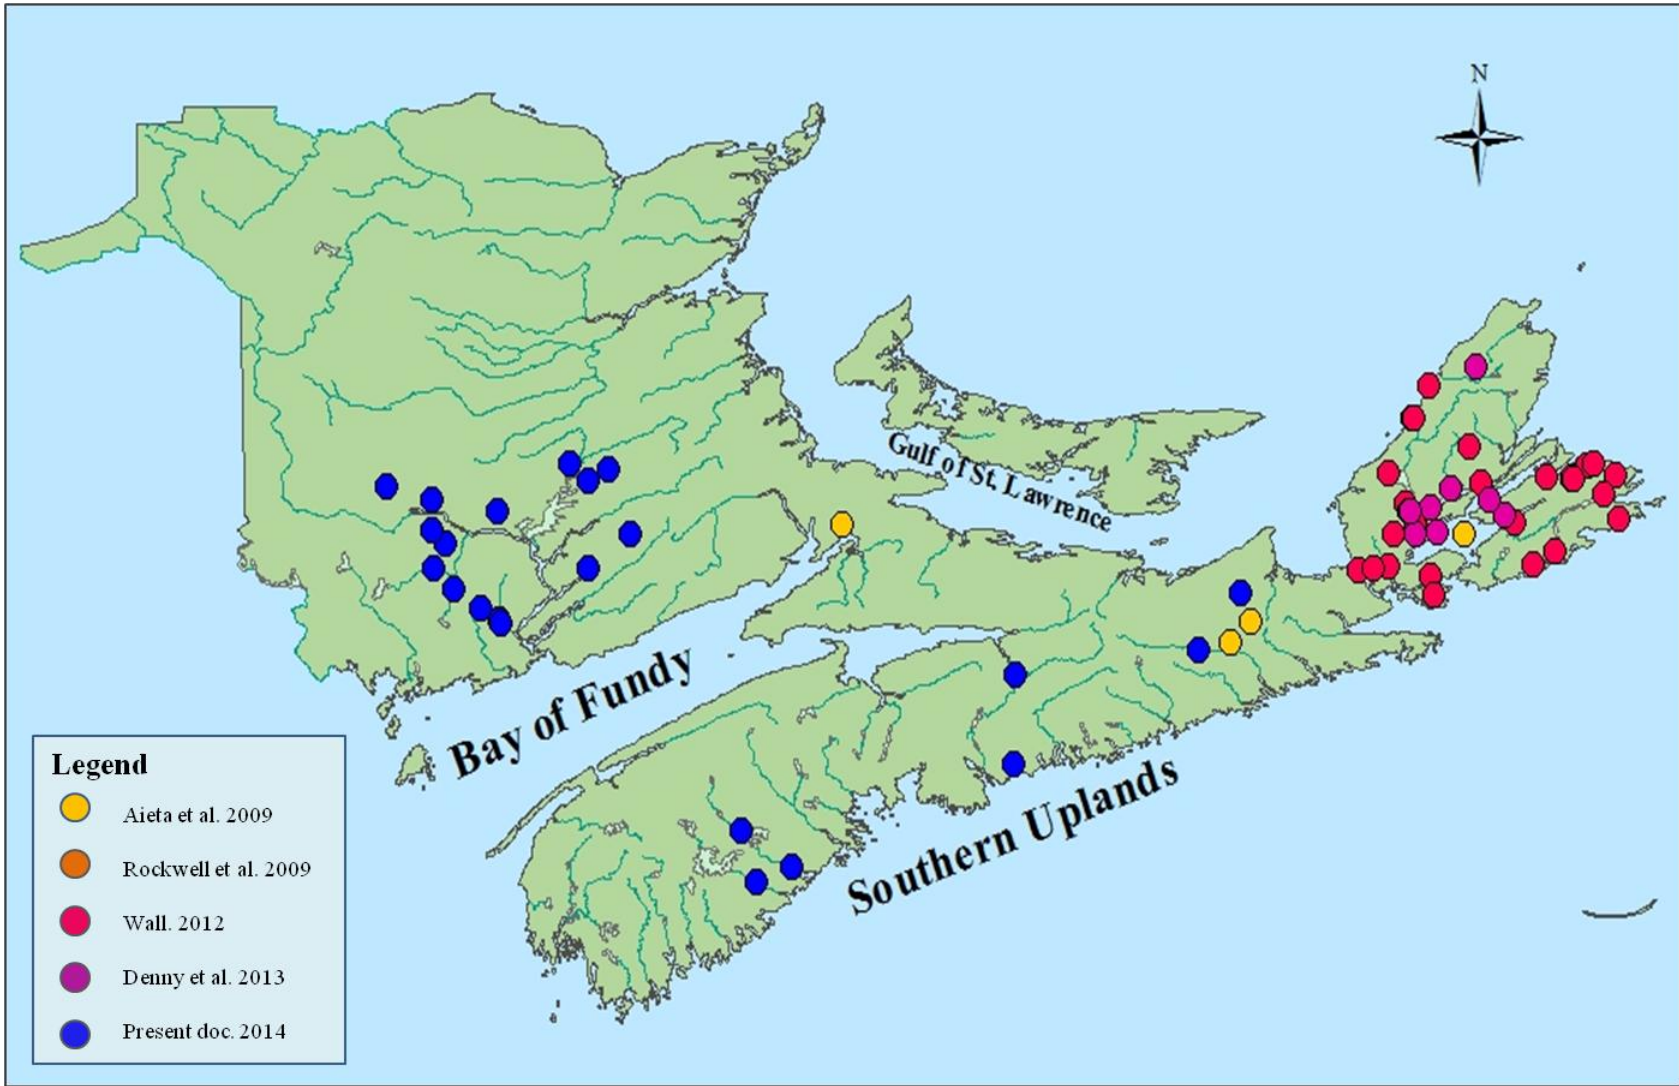 N
Gulf of St. Lawrence
Bay of Fundy
Southern Uplands
Legend
Aieta et al. 2009
Rockwell et al. 2009
Wall. 2012
Denny et al. 2013
Present doc. 2014